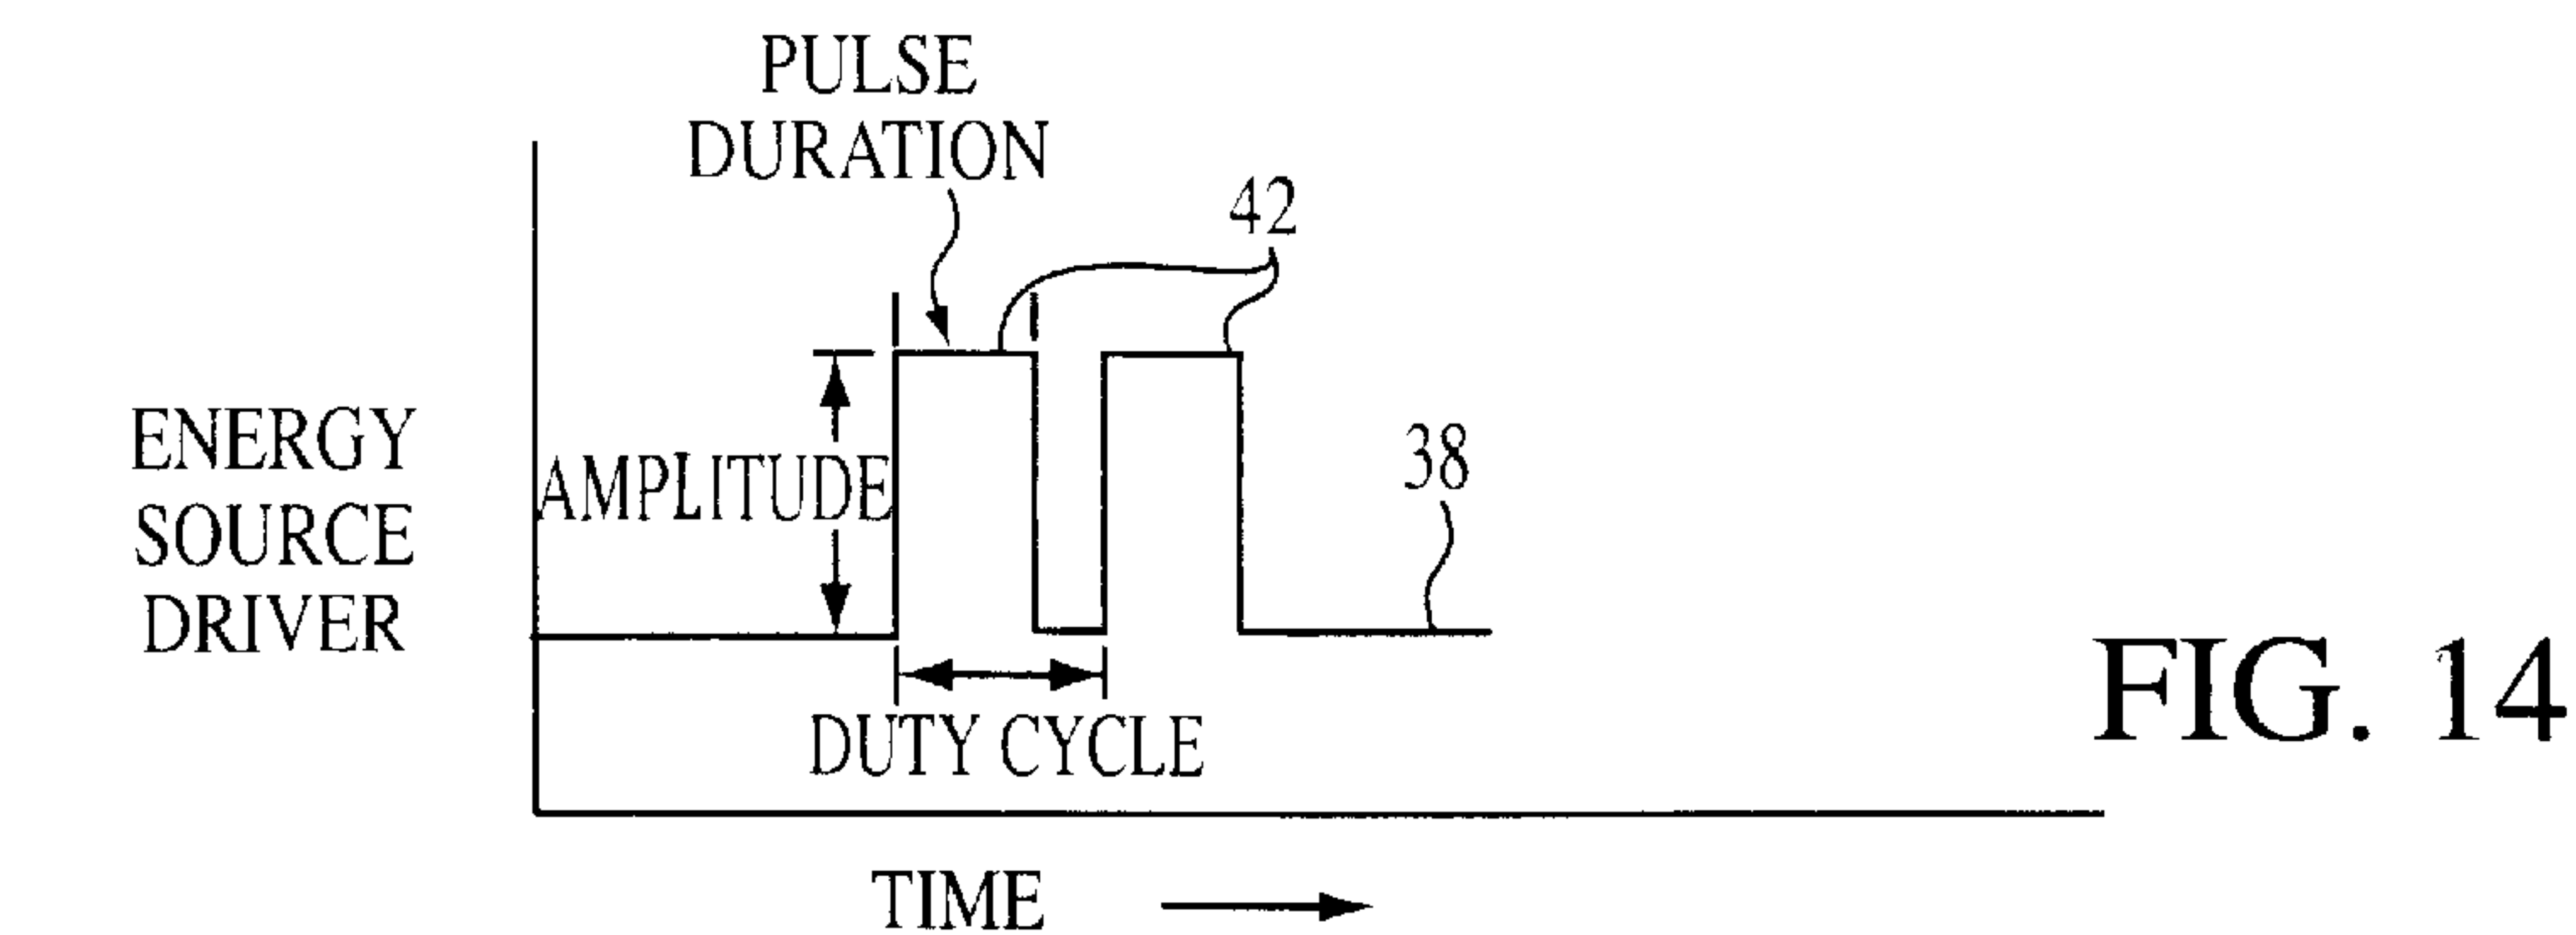 PULSE
DURATION
42
ENERGY
SOURCE
DRIVER
AMPLITUDE
38
DUTY CYCLE
FIG. 14
TIME